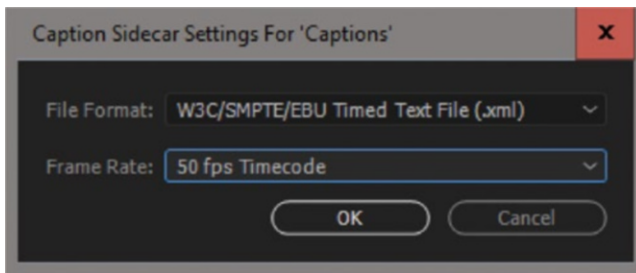 Caption Sidecar Settings For 'Captions'
x
File Format: W3C/SMPTE/EBU Timed Text File (.xml)
Frame Rate: 50 fps Timecode
OK Cancel